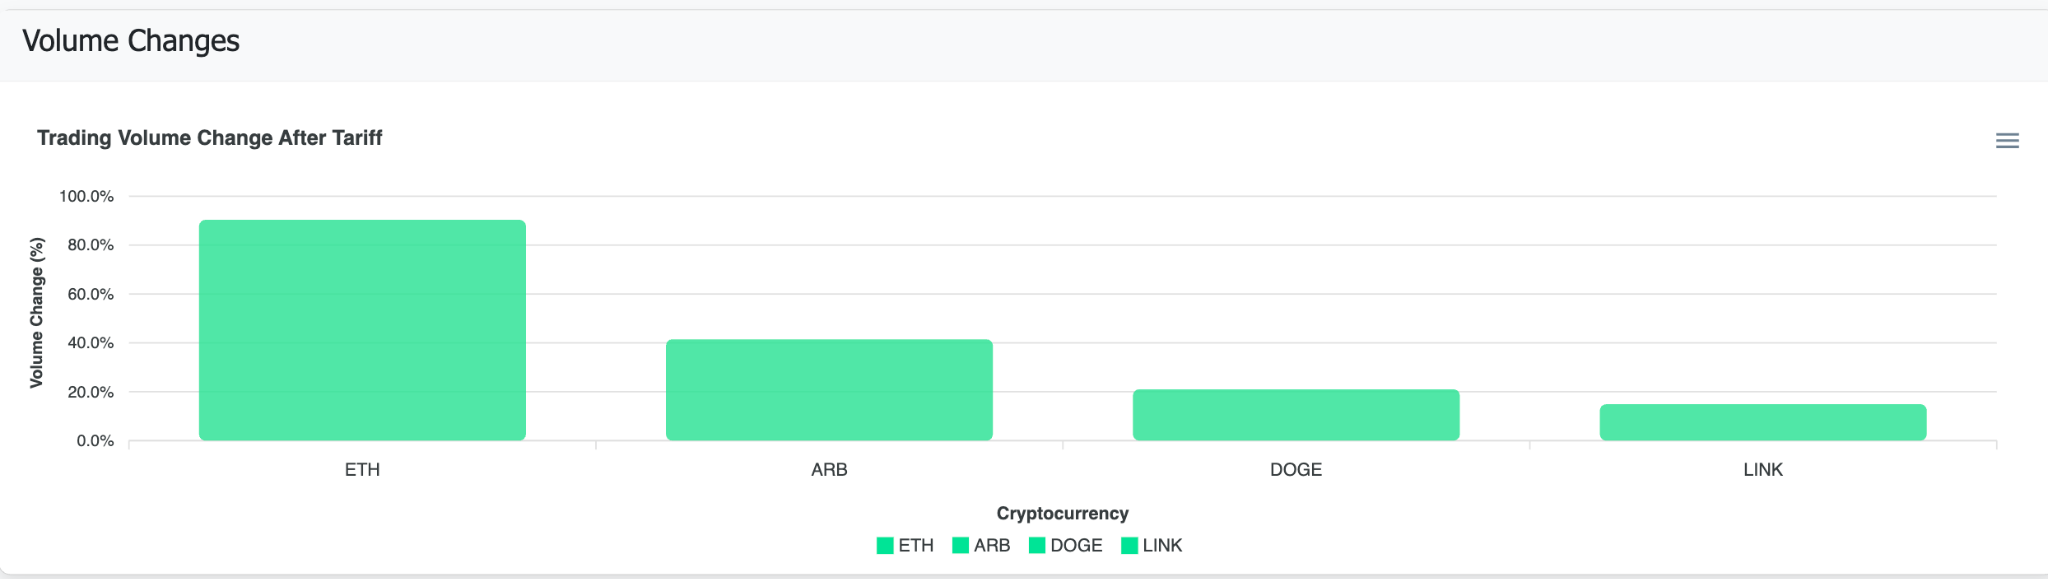 Volume Changes
Trading Volume Change After Tariff
100.0%
80.0%
60.0%
40.0%
20.0%
0.0%
Volume Change (%)
ETH ARB DOGE LINK
Cryptocurrency
ETH ARB DOGE LINK